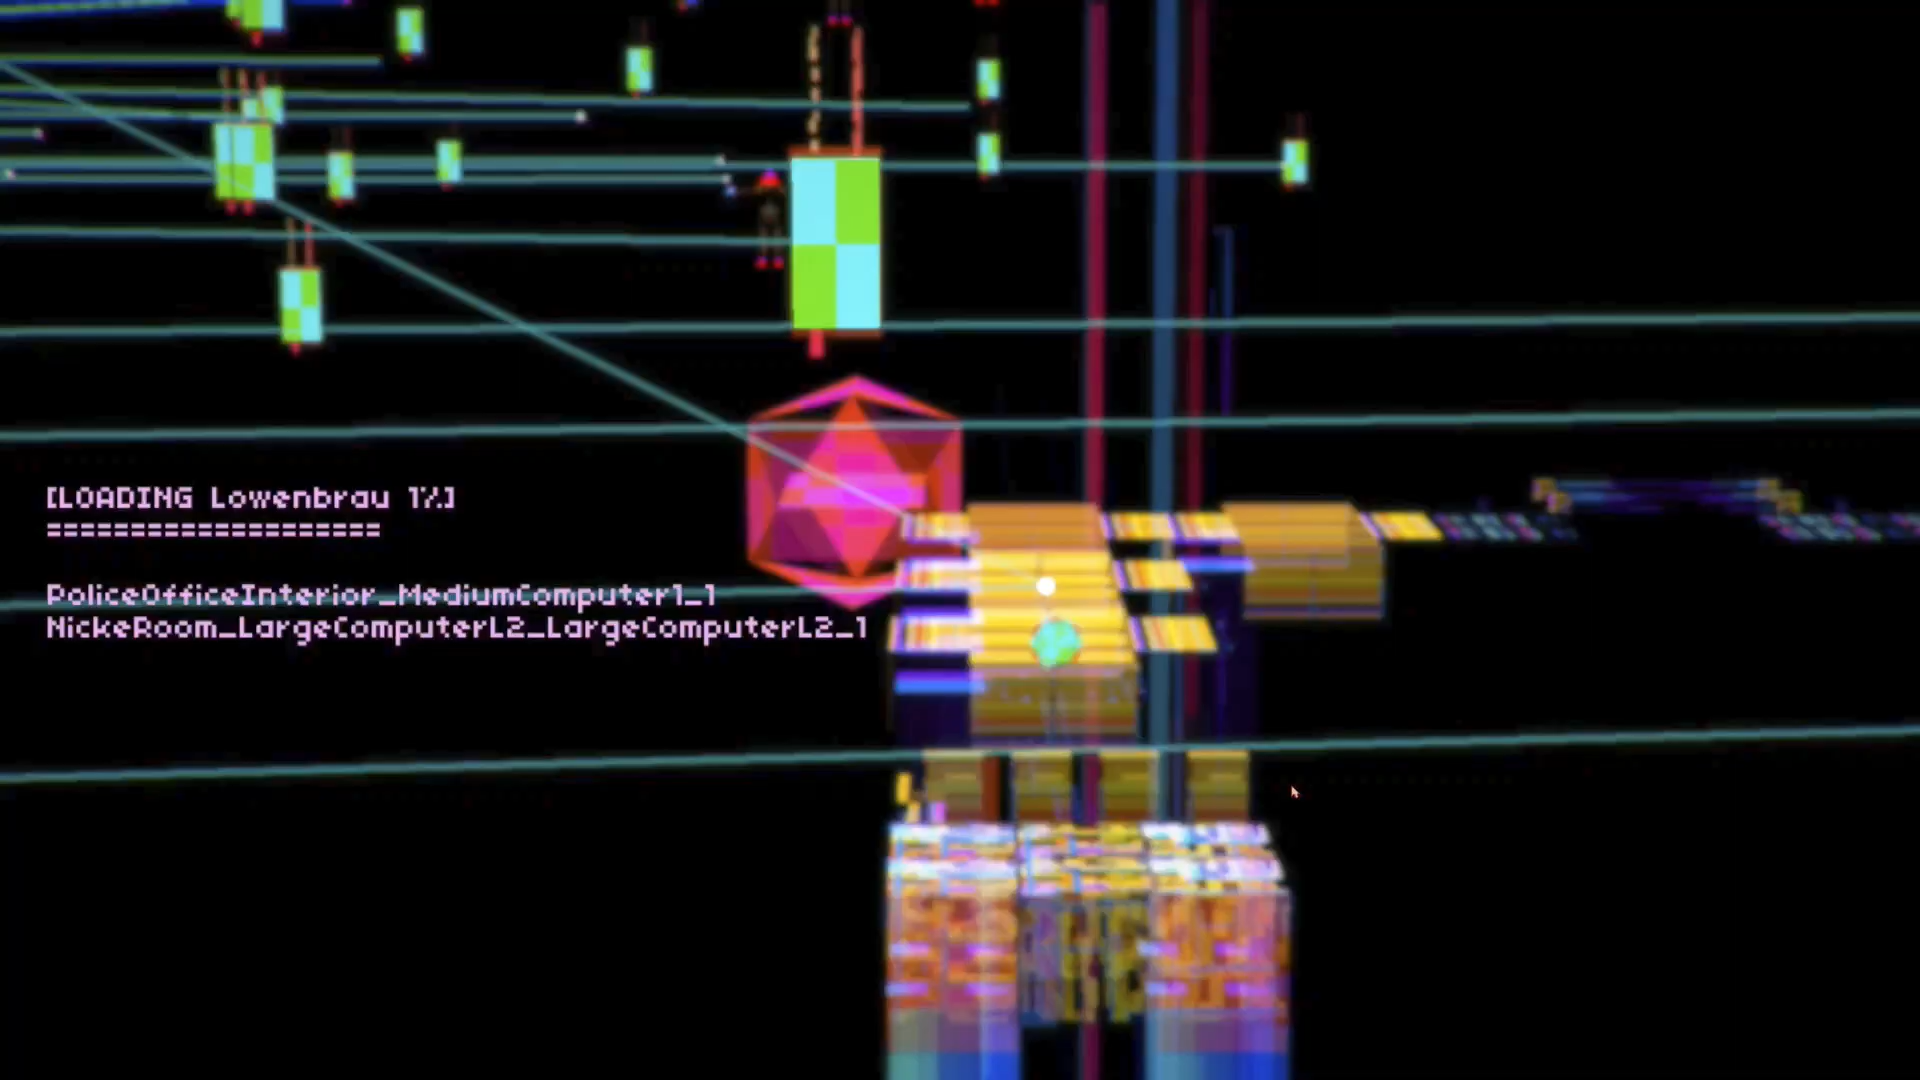 [LOADING Lowenbrau 1%]
====================
PoliceOfficeInterior_MediumComputer1_1
NickeRoom_LargeComputerL2_LargeComputerL2_1